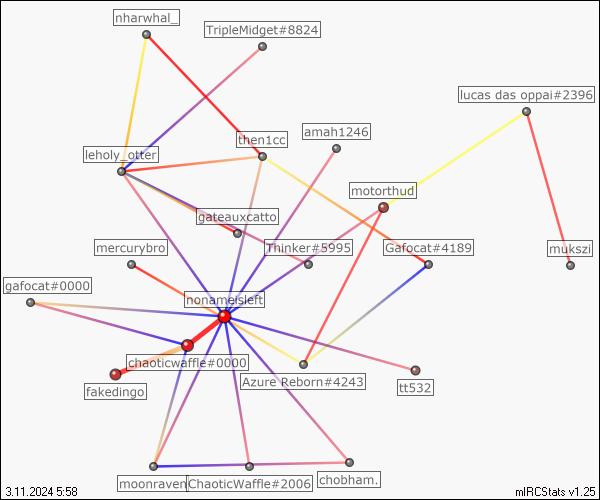 nharwhal_
TripleMidget#8824
lucas das oppai#2396
amah1246
then1cc
leholy_otter
motorthud
gateauxcatto
mercurybro
Thinker#5995
Gafocat#4189
mukszi
gafocat#0000
nonameisleft
chaoticwaffle#0000
Azure Reborn#4243
fakedingo
tt532
moonraven
ChaoticWaffle#2006
chobham.
3.11.2024 5:58
mIRCStats v1.25